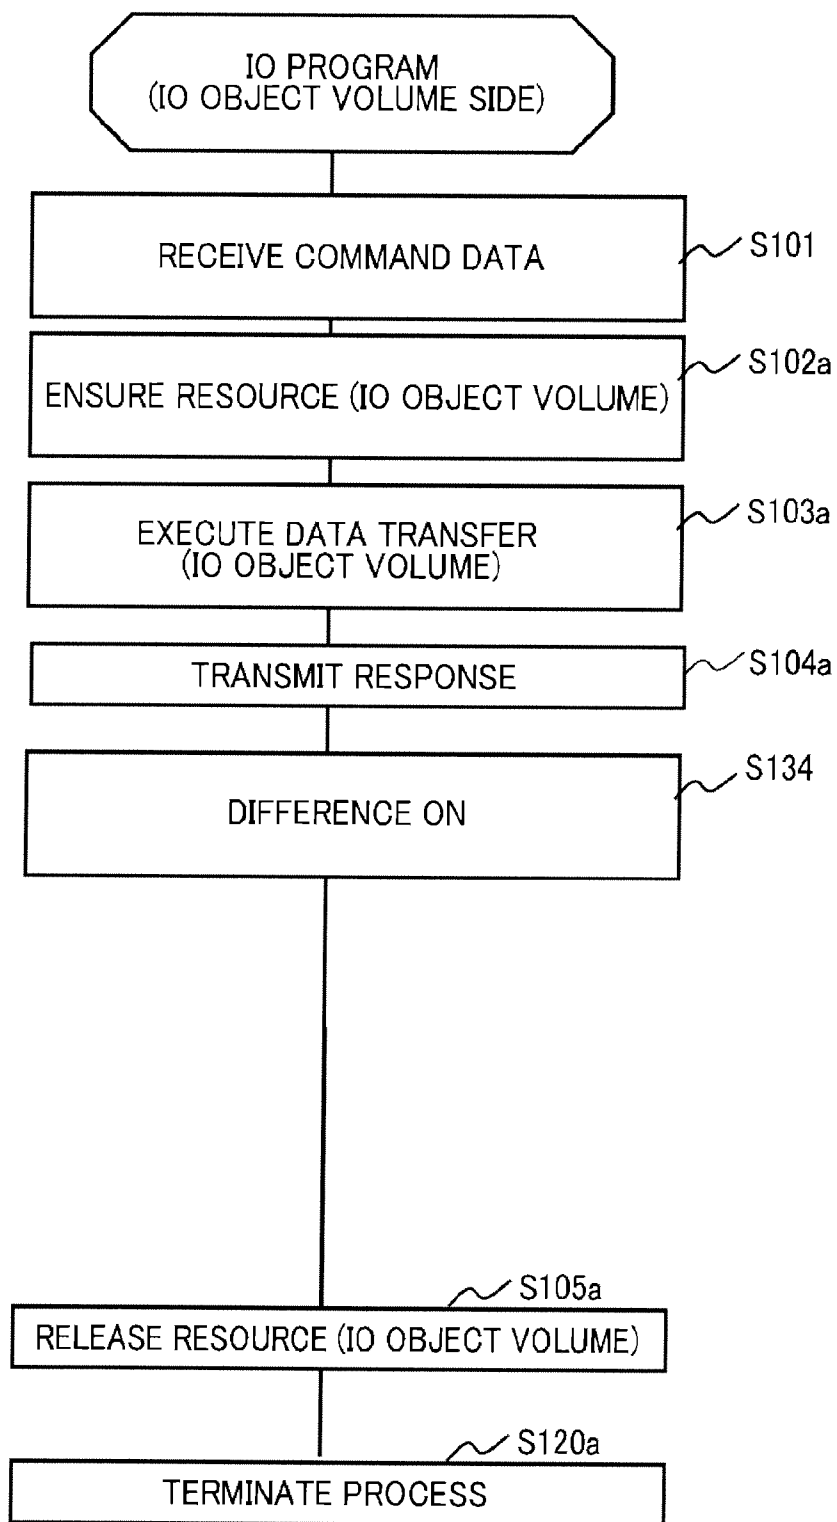 IO PROGRAM
(IO OBJECT VOLUME SIDE)
RECEIVE COMMAND DATA
S101
ENSURE RESOURCE (IO OBJECT VOLUME)
S102a
EXECUTE DATA TRANSFER
(IO OBJECT VOLUME)
S103a
TRANSMIT RESPONSE
S104a
DIFFERENCE ON
S134
S105a
RELEASE RESOURCE (IO OBJECT VOLUME)
S120a
TERMINATE PROCESS